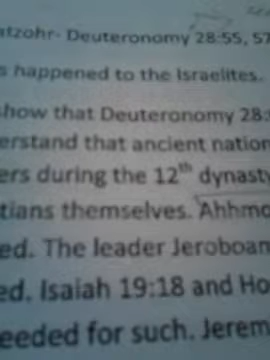 atzohr- Deuteronomy 28:55, 57
s happened to the Israelites.
show that Deuteronomy 28:
erstand that ancient nation
ers during the 12th dynasty
tians themselves. Ahhmo
ed. The leader Jeroboam
ed. Isaiah 19:18 and Ho
eeded for such. Jerem